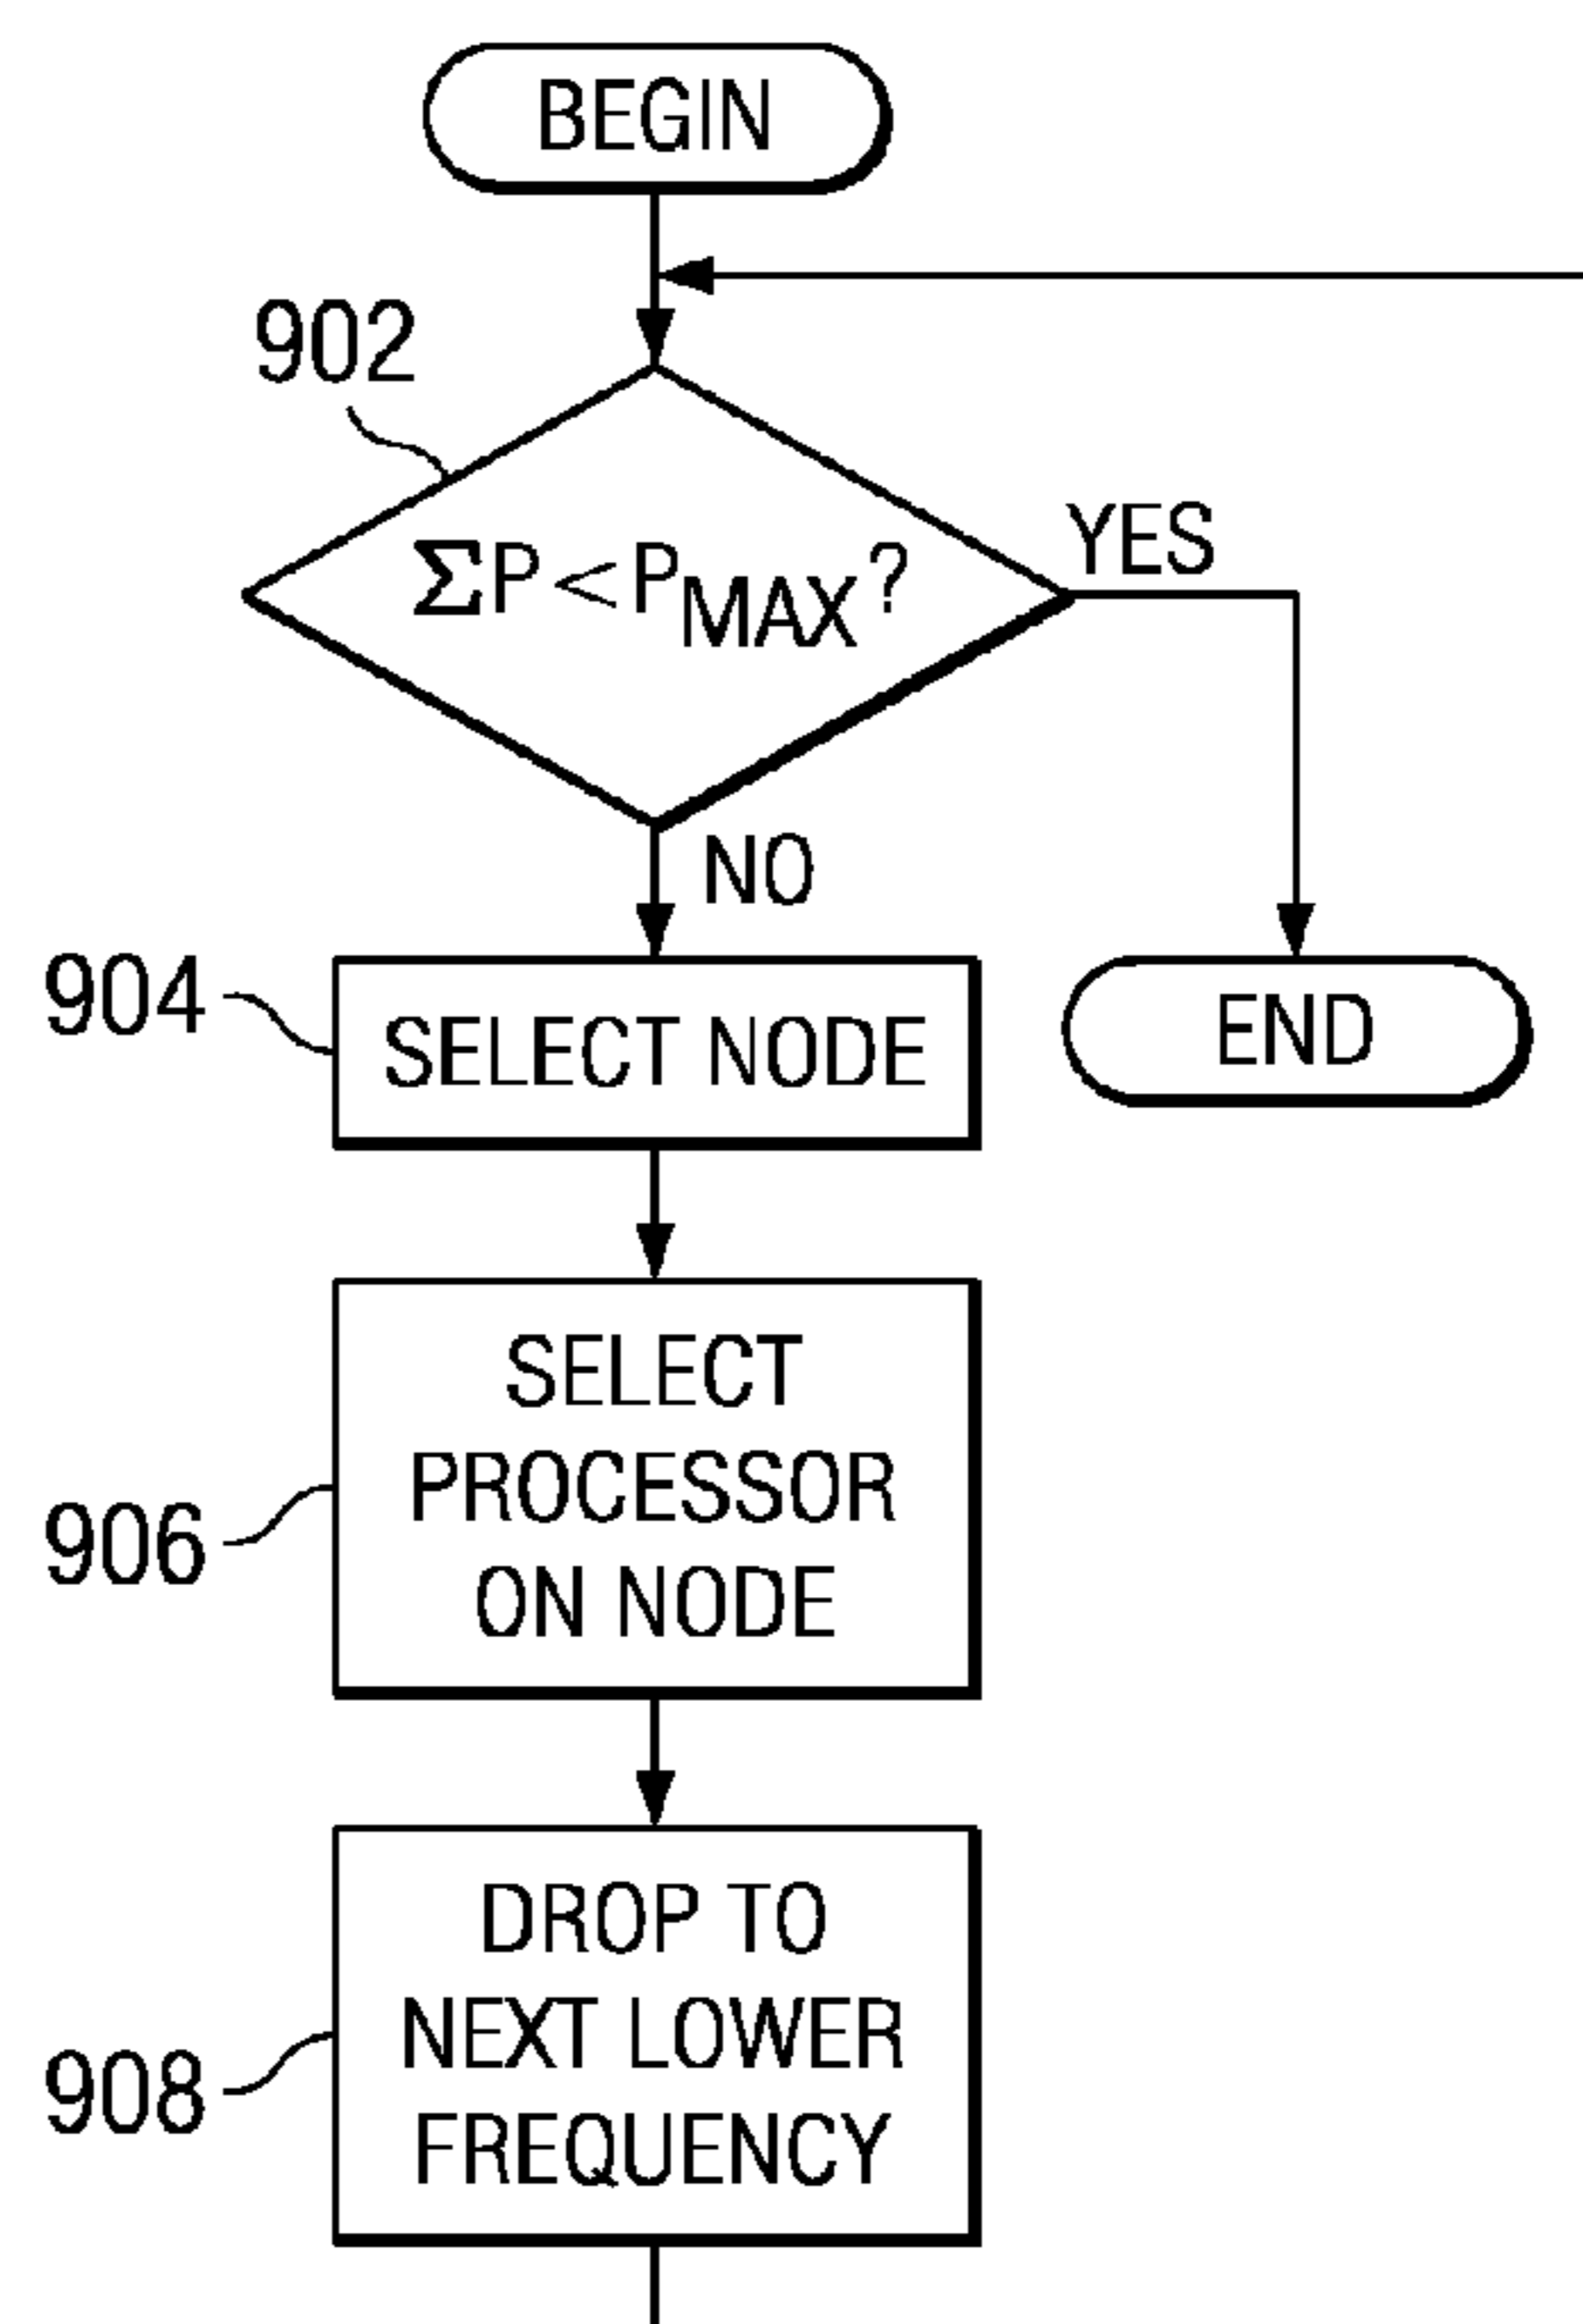 BEGIN
902
ΣP<PMAX?
YES
NO
904
SELECT NODE
END
SELECT
PROCESSOR
ON NODE
906
DROP TO
NEXT LOWER
FREQUENCY
908